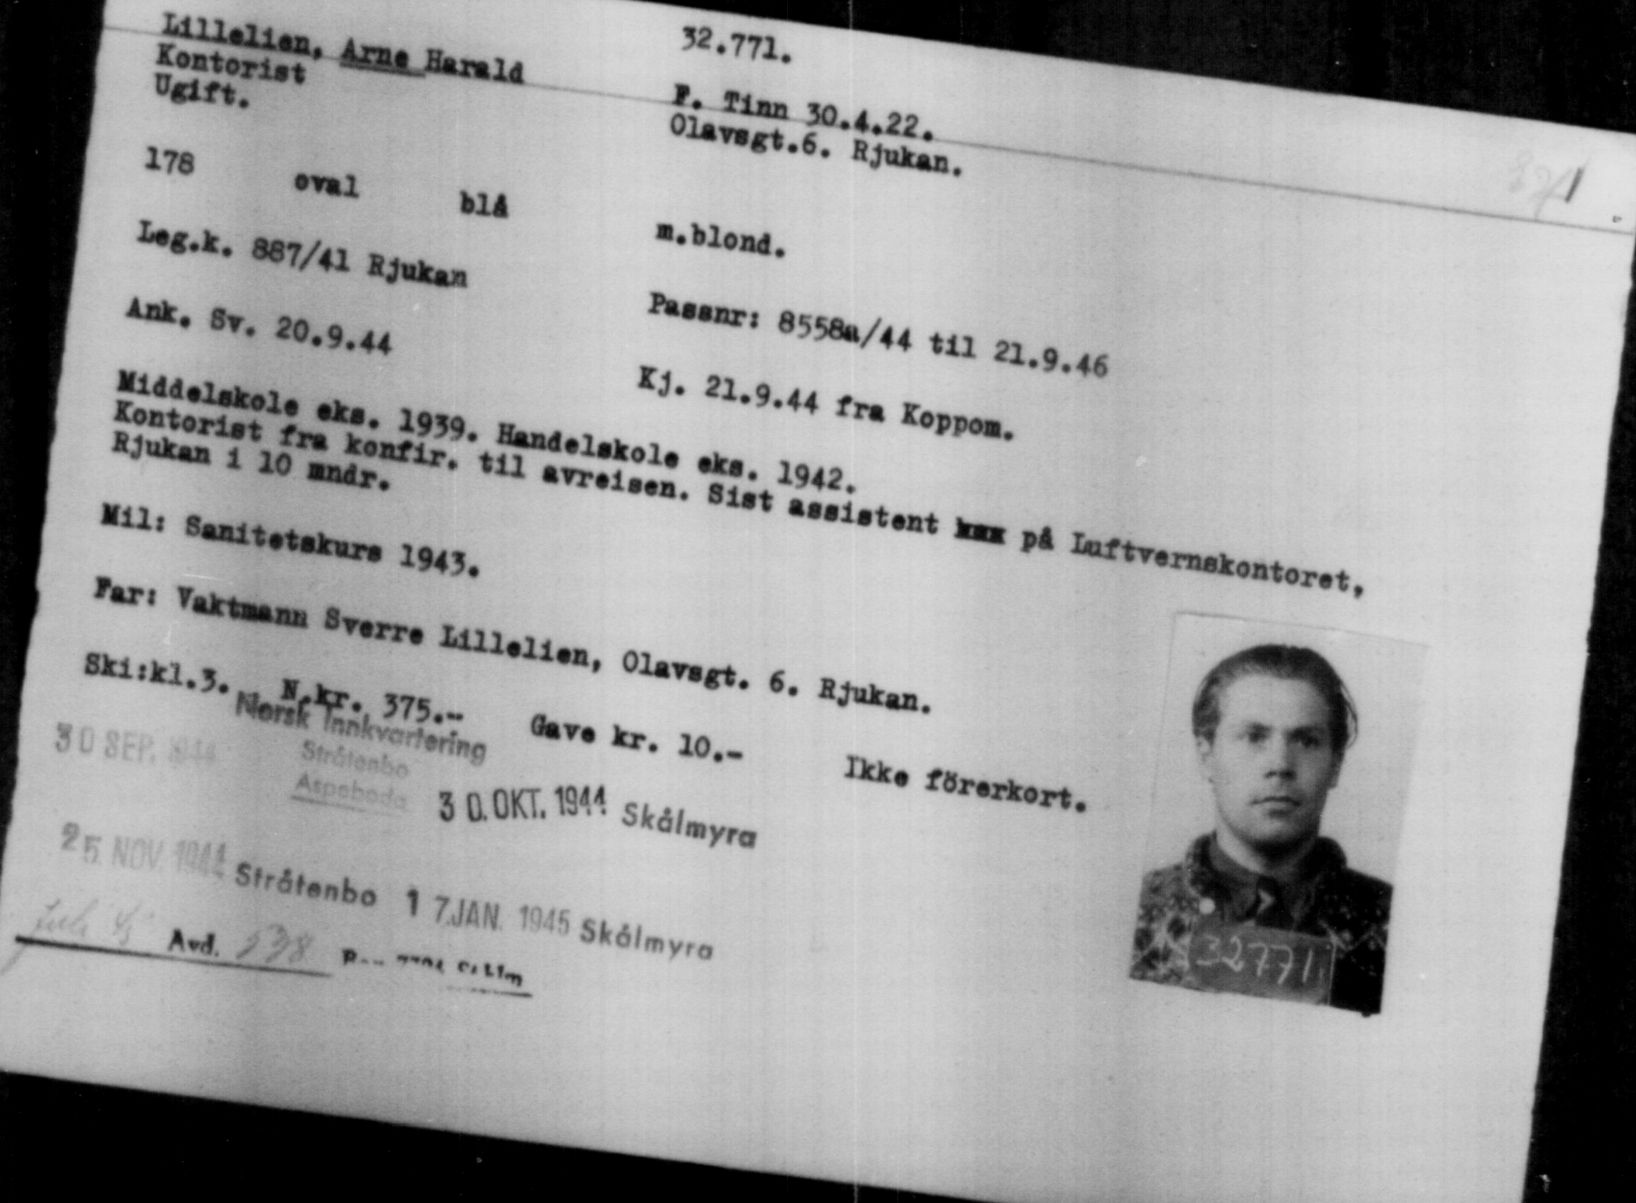 Lillelien, Arne Harald 32.771.
Kontorist F. Tinn 30.4.22.
Ugift. Olavsgt.6. Rjukan.
178 oval blå m.blond.
Leg.k. 887/41 Rjukan Passnr: 8558a/44 til 21.9.46
Ank. Sv. 20.9.44 Kj. 21.9.44 fra Koppom.
Middelskole eks. 1939. Handelskole eks. 1942.
Kontorist fra konfir. til avreisen. Sist assistent på Luftvernskontoret,
Rjukan i 10 mndr.
Mil: Sanitetskurs 1943.
Far: Vaktmann Sverre Lillelien, Olavsgt. 6. Rjukan.
Ski:kl.3. N.kr. 375.-- Gave kr. 10.- Ikke förerkort.
Norsk Innkvartering
Stråtenbo
Aspeboda
30 SEP. 1944 30. OKT. 1944 Skålmyra
25. NOV. 1944 Stråtenbo 17. JAN. 1945 Skålmyra
Avd. 538
32771